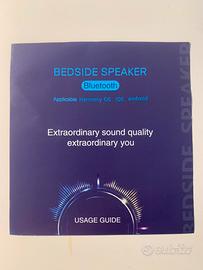 BEDSIDE SPEAKER
Bluetooth
Applicable Harmony OS IOS android
Extraordinary sound quality
extraordinary you
USAGE GUIDE
BEDSIDE SPEAKER
subito